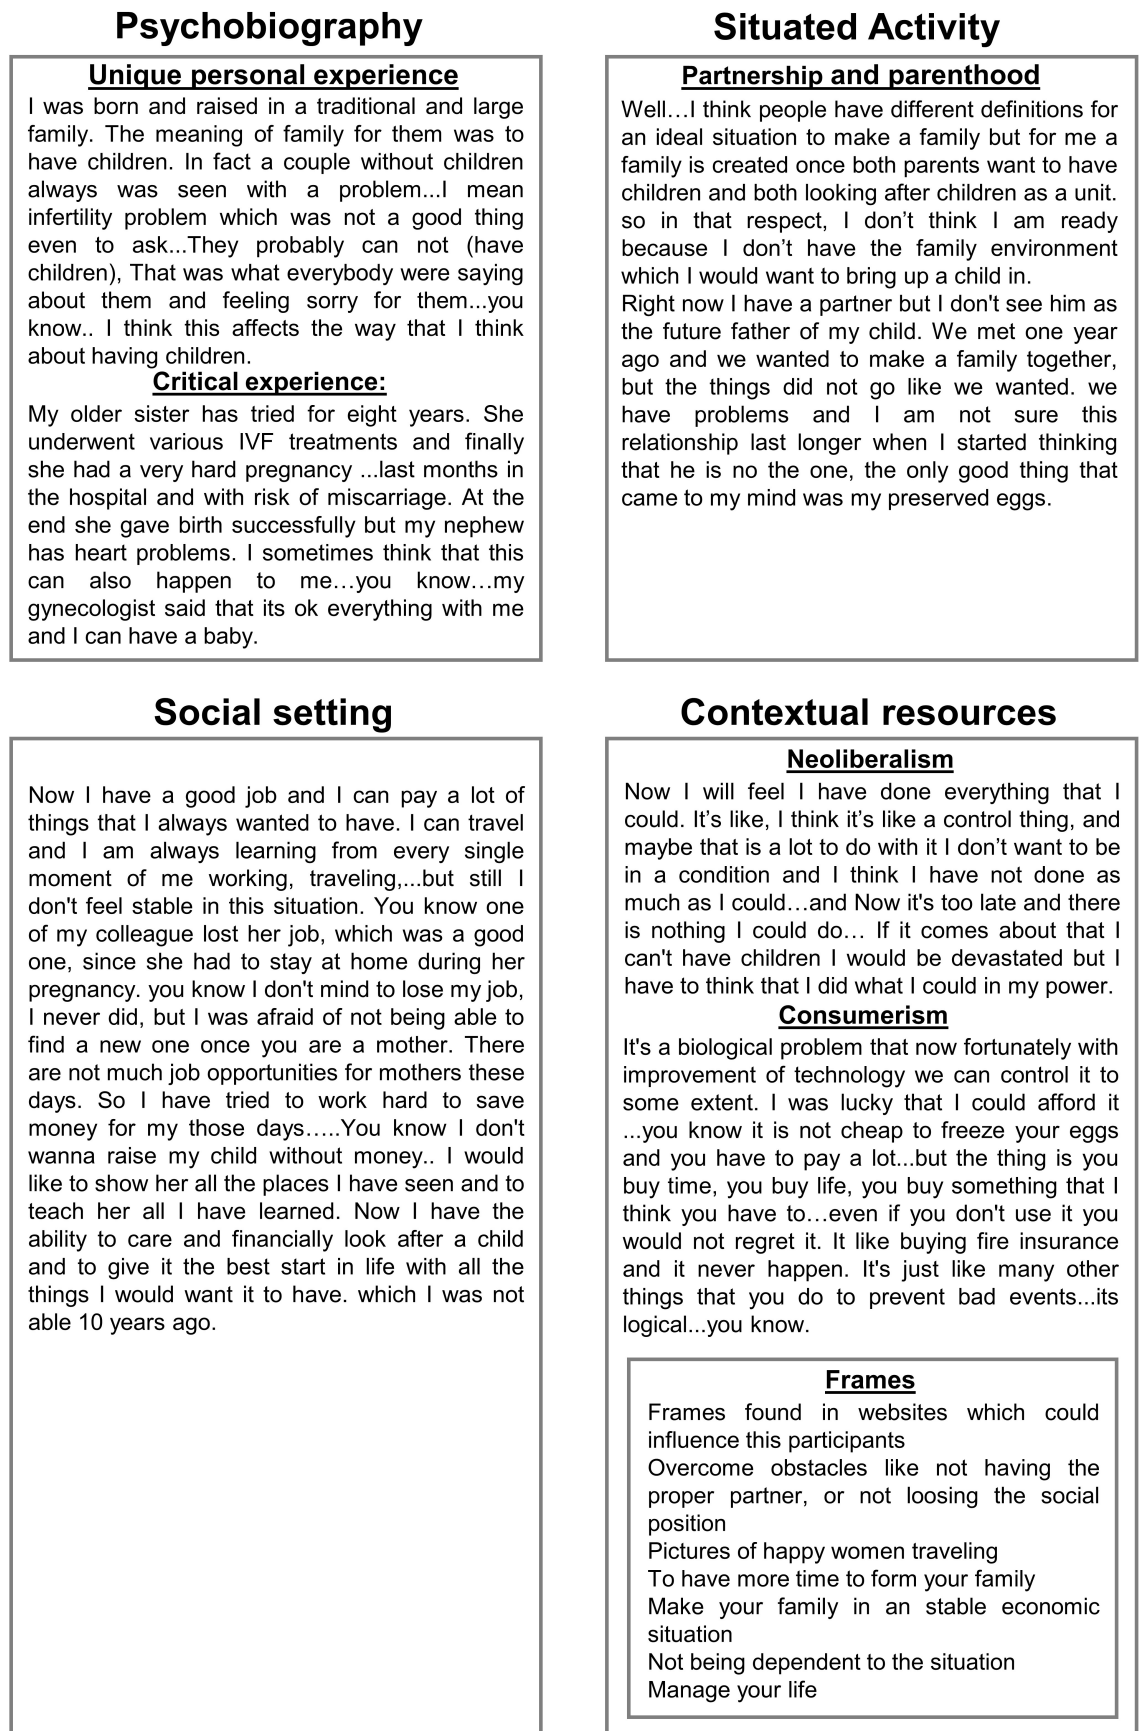 Psychobiography
Unique personal experience
I was born and raised in a traditional and large
family. The meaning of family for them was to
have children. In fact a couple without children
always was seen with a problem...I mean
infertility problem which was not a good thing
even to ask...They probably can not (have
children), That was what everybody were saying
about them and feeling sorry for them...you
know.. I think this affects the way that I think
about having children.
Critical experience:
My older sister has tried for eight years. She
underwent various IVF treatments and finally
she had a very hard pregnancy ...last months in
the hospital and with risk of miscarriage. At the
end she gave birth successfully but my nephew
has heart problems. I sometimes think that this
can also happen to me…you know…my
gynecologist said that its ok everything with me
and I can have a baby.
Situated Activity
Partnership and parenthood
Well…I think people have different definitions for
an ideal situation to make a family but for me a
family is created once both parents want to have
children and both looking after children as a unit.
so in that respect, I don’t think I am ready
because I don’t have the family environment
which I would want to bring up a child in.
Right now I have a partner but I don't see him as
the future father of my child. We met one year
ago and we wanted to make a family together,
but the things did not go like we wanted. we
have problems and I am not sure this
relationship last longer when I started thinking
that he is no the one, the only good thing that
came to my mind was my preserved eggs.
Social setting
Now I have a good job and I can pay a lot of
things that I always wanted to have. I can travel
and I am always learning from every single
moment of me working, traveling,...but still I
don't feel stable in this situation. You know one
of my colleague lost her job, which was a good
one, since she had to stay at home during her
pregnancy. you know I don't mind to lose my job,
I never did, but I was afraid of not being able to
find a new one once you are a mother. There
are not much job opportunities for mothers these
days. So I have tried to work hard to save
money for my those days…..You know I don't
wanna raise my child without money.. I would
like to show her all the places I have seen and to
teach her all I have learned. Now I have the
ability to care and financially look after a child
and to give it the best start in life with all the
things I would want it to have. which I was not
able 10 years ago.
Contextual resources
Neoliberalism
Now I will feel I have done everything that I
could. It’s like, I think it’s like a control thing, and
maybe that is a lot to do with it I don’t want to be
in a condition and I think I have not done as
much as I could…and Now it's too late and there
is nothing I could do… If it comes about that I
can't have children I would be devastated but I
have to think that I did what I could in my power.
Consumerism
It's a biological problem that now fortunately with
improvement of technology we can control it to
some extent. I was lucky that I could afford it
...you know it is not cheap to freeze your eggs
and you have to pay a lot...but the thing is you
buy time, you buy life, you buy something that I
think you have to…even if you don't use it you
would not regret it. It like buying fire insurance
and it never happen. It's just like many other
things that you do to prevent bad events...its
logical...you know.
Frames
Frames found in websites which could
influence this participants
Overcome obstacles like not having the
proper partner, or not loosing the social
position
Pictures of happy women traveling
To have more time to form your family
Make your family in an stable economic
situation
Not being dependent to the situation
Manage your life